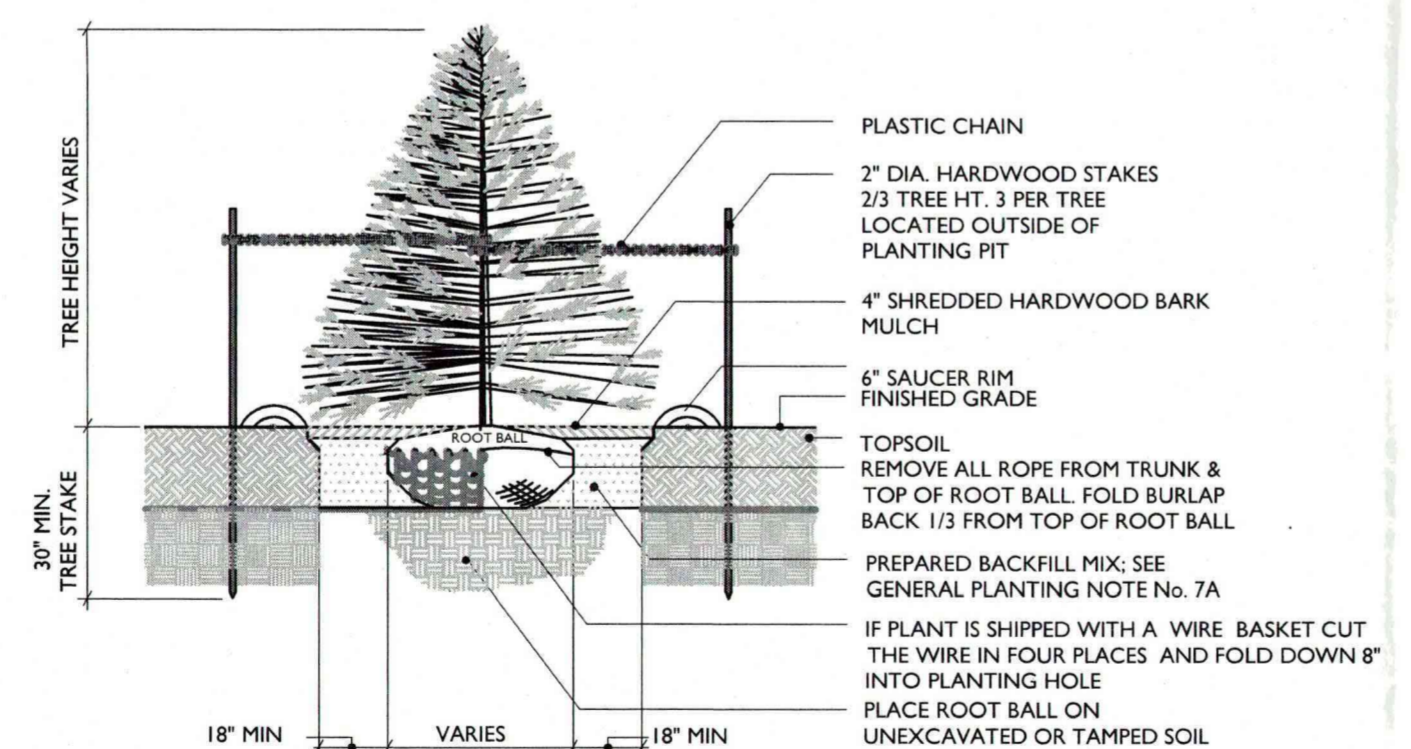 TREE HEIGHT VARIES
30" MIN.
TREE STAKE
PLASTIC CHAIN
2" DIA. HARDWOOD STAKES
2/3 TREE HT. 3 PER TREE
LOCATED OUTSIDE OF
PLANTING PIT
4" SHREDDED HARDWOOD BARK
MULCH
6" SAUCER RIM
FINISHED GRADE
ROOT BALL
TOPSOIL
REMOVE ALL ROPE FROM TRUNK &
TOP OF ROOT BALL. FOLD BURLAP
BACK 1/3 FROM TOP OF ROOT BALL
PREPARED BACKFILL MIX; SEE
GENERAL PLANTING NOTE No. 7A
IF PLANT IS SHIPPED WITH A WIRE BASKET CUT
THE WIRE IN FOUR PLACES AND FOLD DOWN 8"
INTO PLANTING HOLE
PLACE ROOT BALL ON
UNEXCAVATED OR TAMPED SOIL
18" MIN
VARIES
18" MIN